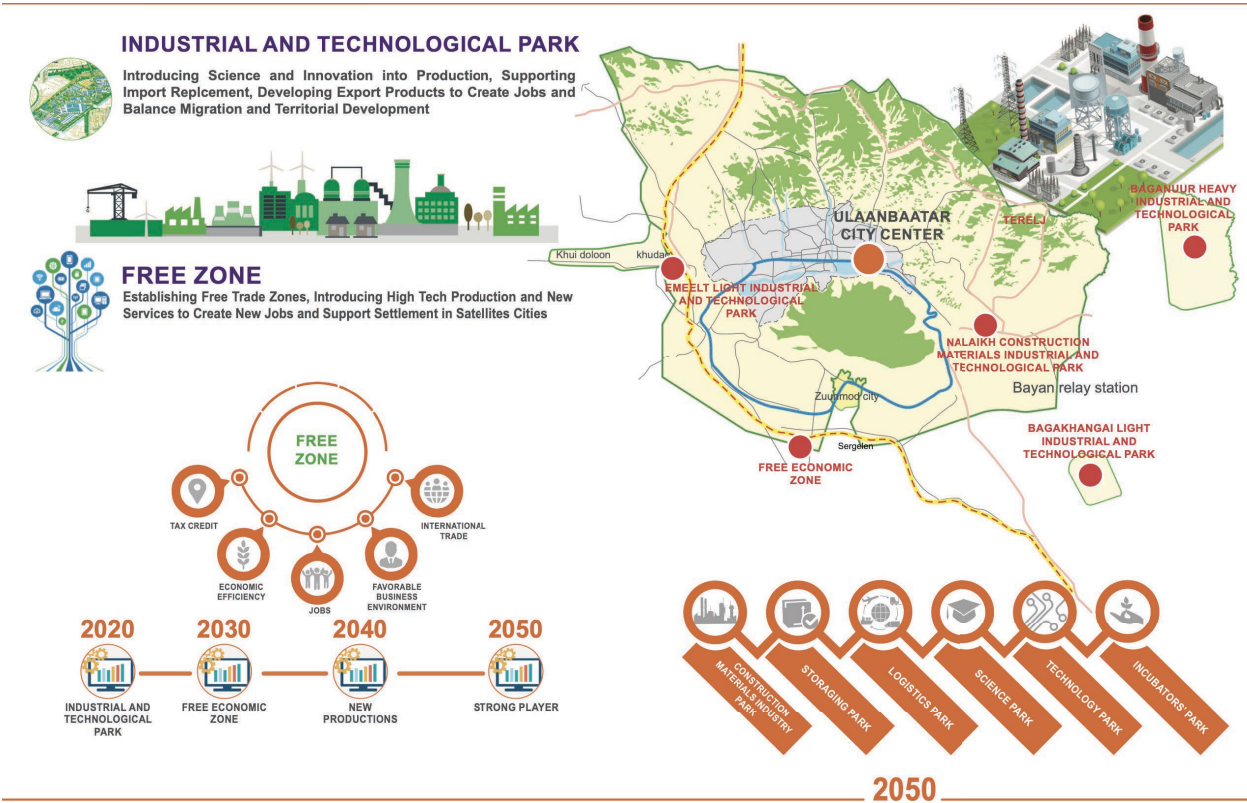 INDUSTRIAL AND TECHNOLOGICAL PARK
Introducing Science and Innovation into Production, Supporting
Import Replcement, Developing Export Products to Create Jobs and
Balance Migration and Territorial Development
FREE ZONE
Establishing Free Trade Zones, Introducing High Tech Production and New
Services to Create New Jobs and Support Settlement in Satellites Cities
FREE
ZONE
TAX CREDIT
ECONOMIC
EFFICIENCY
JOBS
FAVORABLE
BUSINESS
ENVIRONMENT
INTERNATIONAL
TRADE
2020
INDUSTRIAL AND
TECHNOLOGICAL
PARK
2030
FREE ECONOMIC
ZONE
2040
NEW
PRODUCTIONS
2050
STRONG PLAYER
ULAANBAATAR
CITY CENTER
TERELJ
BAGANUUR HEAVY
INDUSTRIAL AND
TECHNOLOGICAL
PARK
Khui doloon khudag
EMEELT LIGHT INDUSTRIAL
AND TECHNOLOGICAL
PARK
NALAIKH CONSTRUCTION
MATERIALS INDUSTRIAL AND
TECHNOLOGICAL PARK
Bayan relay station
Zuunmod city
Sergelen
FREE ECONOMIC
ZONE
BAGAKHANGAI LIGHT
INDUSTRIAL AND
TECHNOLOGICAL PARK
CONSTRUCTION
MATERIALS INDUSTRY
PARK
STORAGING PARK
LOGISTICS PARK
SCIENCE PARK
TECHNOLOGY PARK
INCUBATORS' PARK
2050